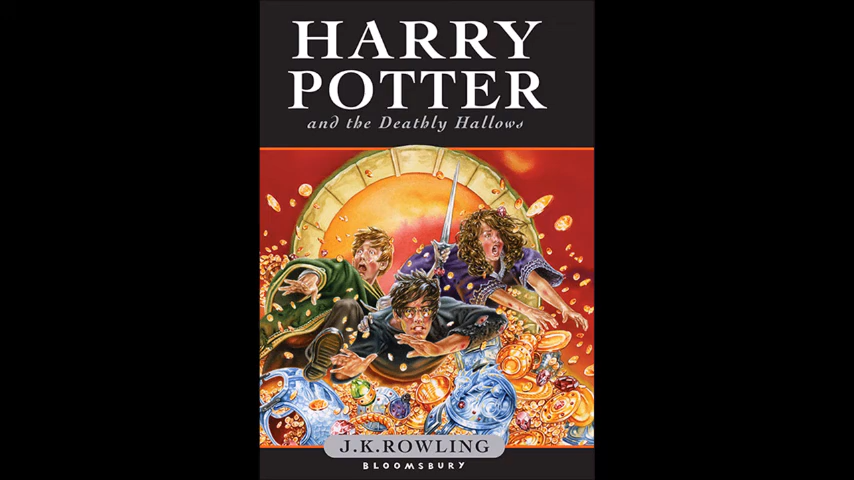 HARRY
POTTER
and the Deathly Hallows
J.K.ROWLING
BLOOMSBURY